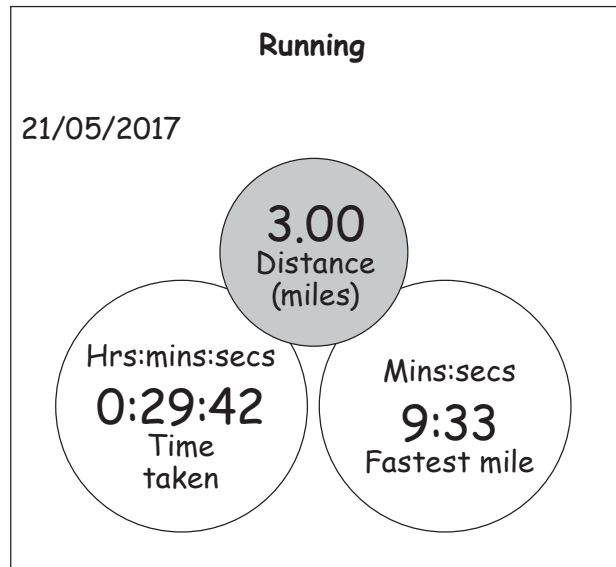 Running
21/05/2017
3.00
Distance
(miles)
Hrs:mins:secs
0:29:42
Time
taken
Mins:secs
9:33
Fastest mile